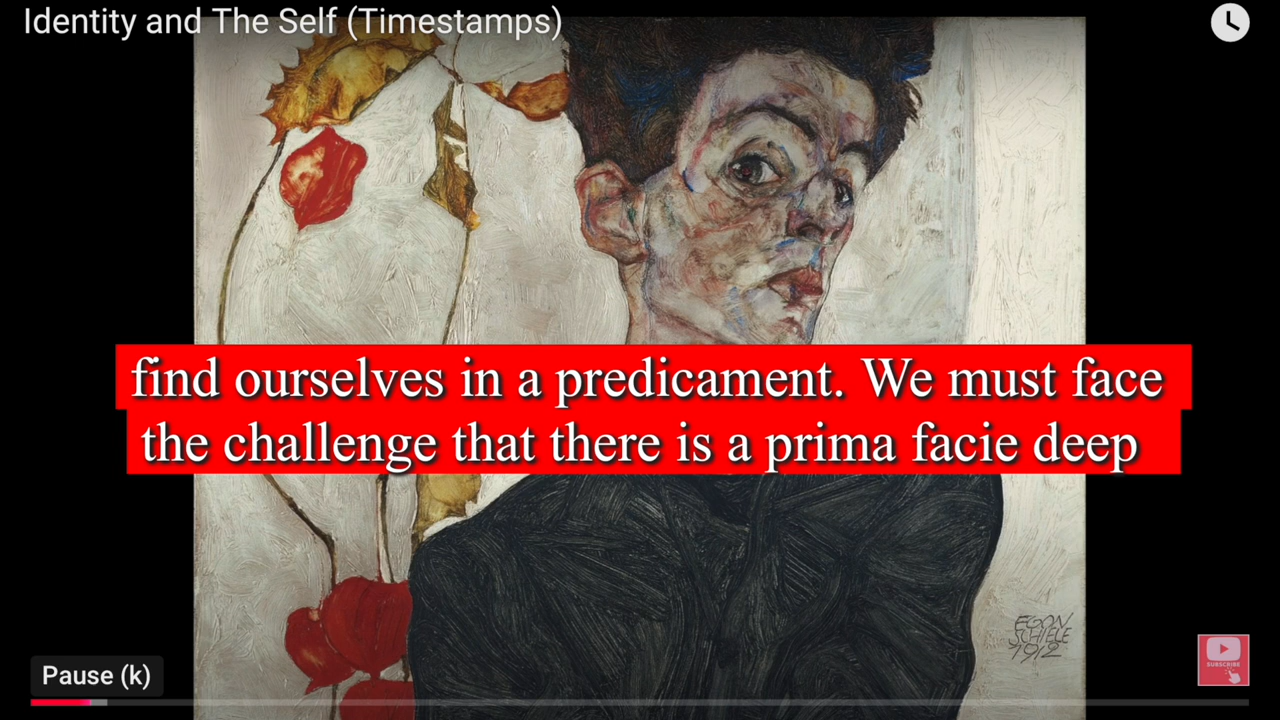 Identity and The Self (Timestamps)
find ourselves in a predicament. We must face
the challenge that there is a prima facie deep
EGON
SCHIELE
1912
SUBSCRIBE
Pause (k)